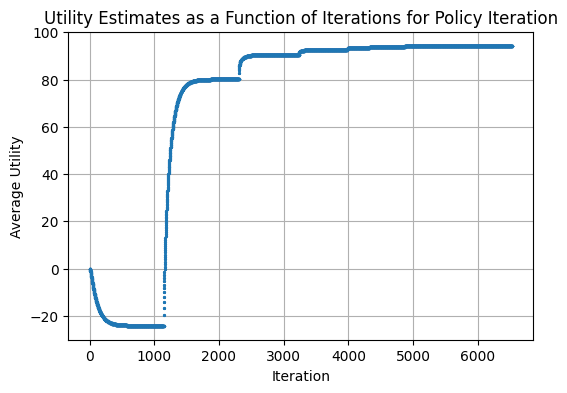 Utility Estimates as a Function of Iterations for Policy Iteration
100
80
60
40
20
0
−20
Average Utility
0 1000 2000 3000 4000 5000 6000
Iteration